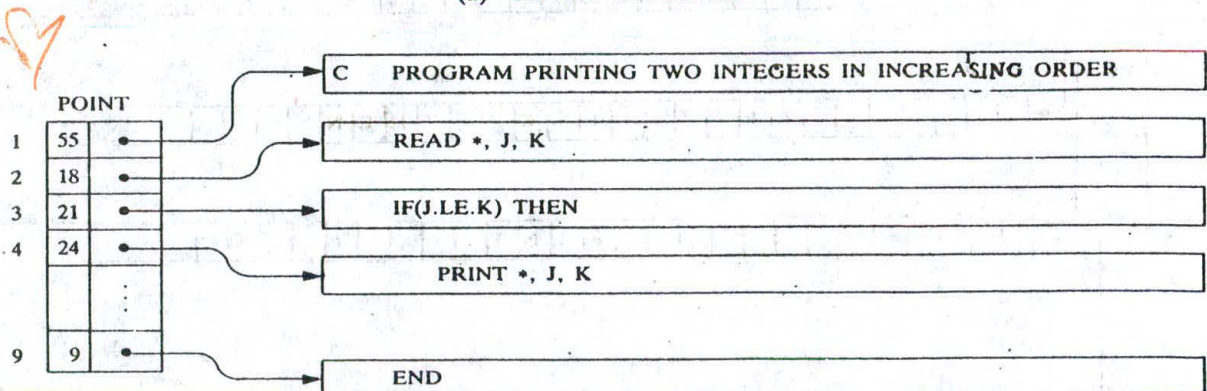 C PROGRAM PRINTING TWO INTEGERS IN INCREASING ORDER
POINT
1 55
READ *, J, K
2 18
3 21
IF(J.LE.K) THEN
4 24
PRINT *, J, K
9 9
END